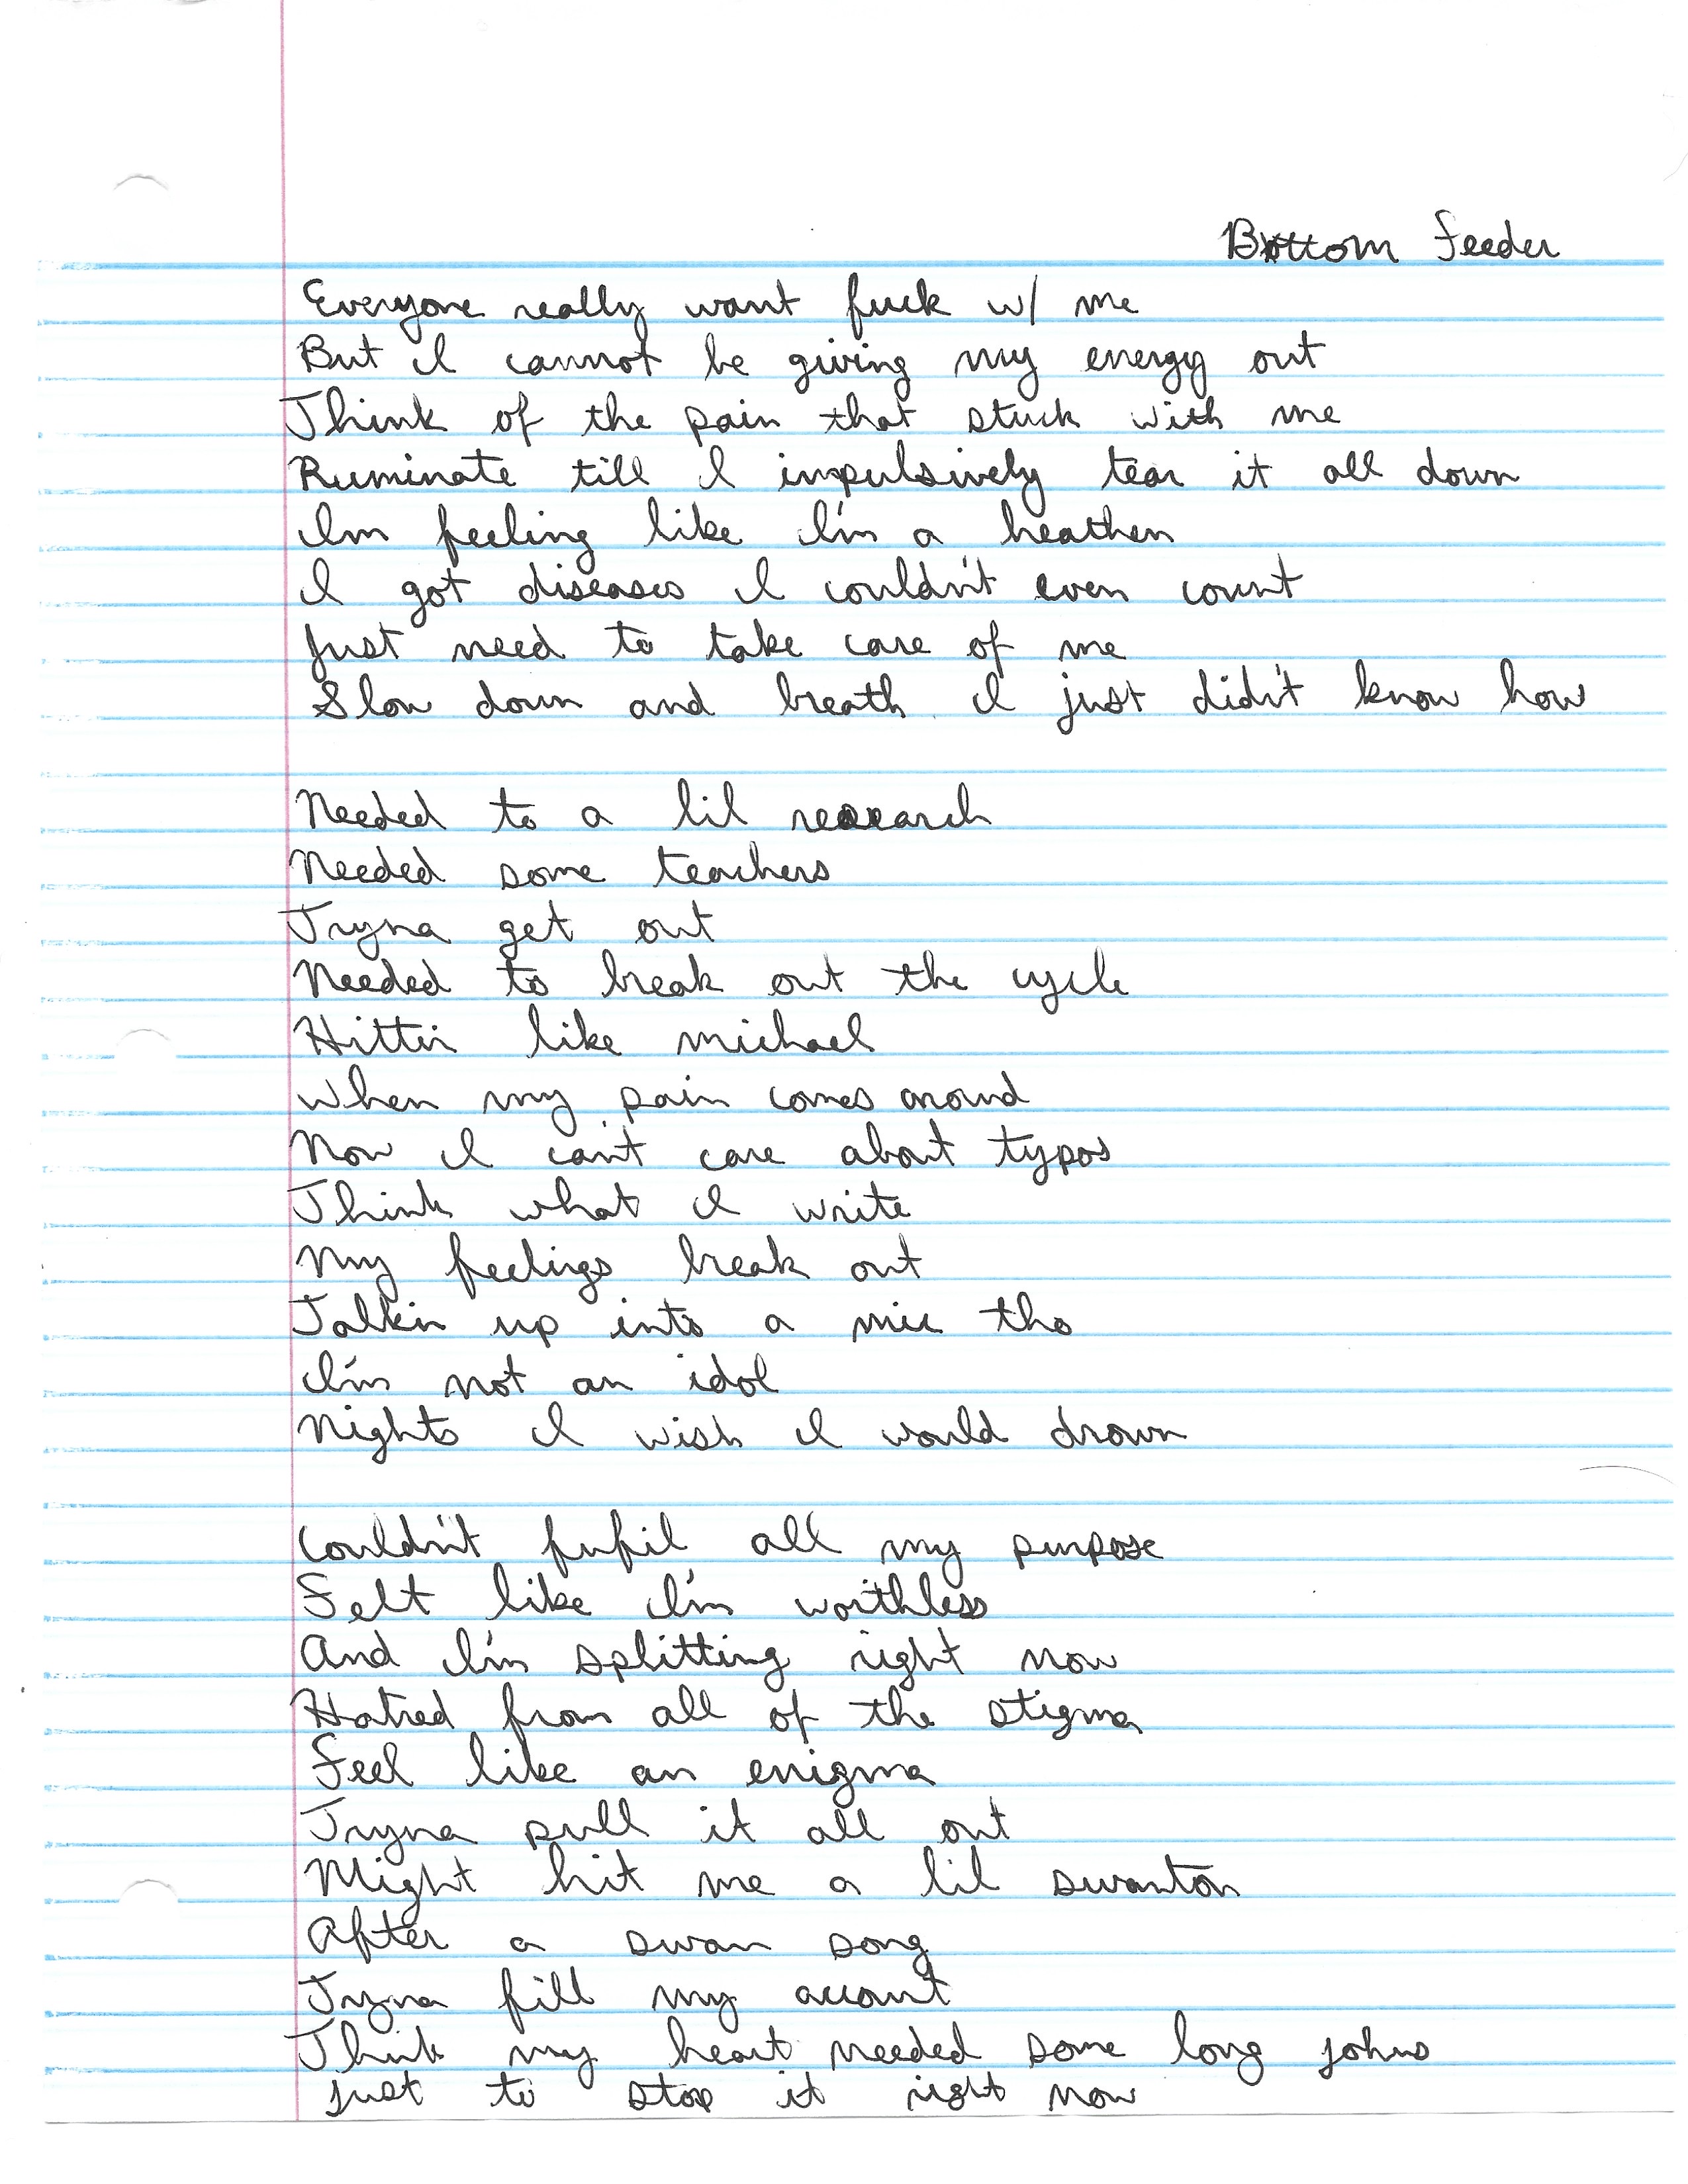 Bottom feeder
Everyone really want fuck w/ me
But I cannot be giving my energy out
Think of the pain that stuck with me
Ruminate till I impulsively tear it all down
Im feeling like I'm a heathen
I got diseases I couldn't even count
Just need to take care of me
Slow down and breath I just didn't know how

Needed to a lil research
Needed some teachers
Tryna get out
Needed to break out the cycle
Hittin like michael
When my pain comes around
Now I can't care about typos
Think what I write
My feelings break out
Talkin up into a mic tho
I'm not an idol
Nights I wish I would drown

Couldn't fufil all my purpose
Felt like I'm worthless
And I'm splitting right now
Hatred from all of the stigma
Feel like an enigma
Tryna pull it all out
Might hit me a lil swanton
After a swan song
Tryna fill my account
Think my heart needed some long johns
Just to stop it right now